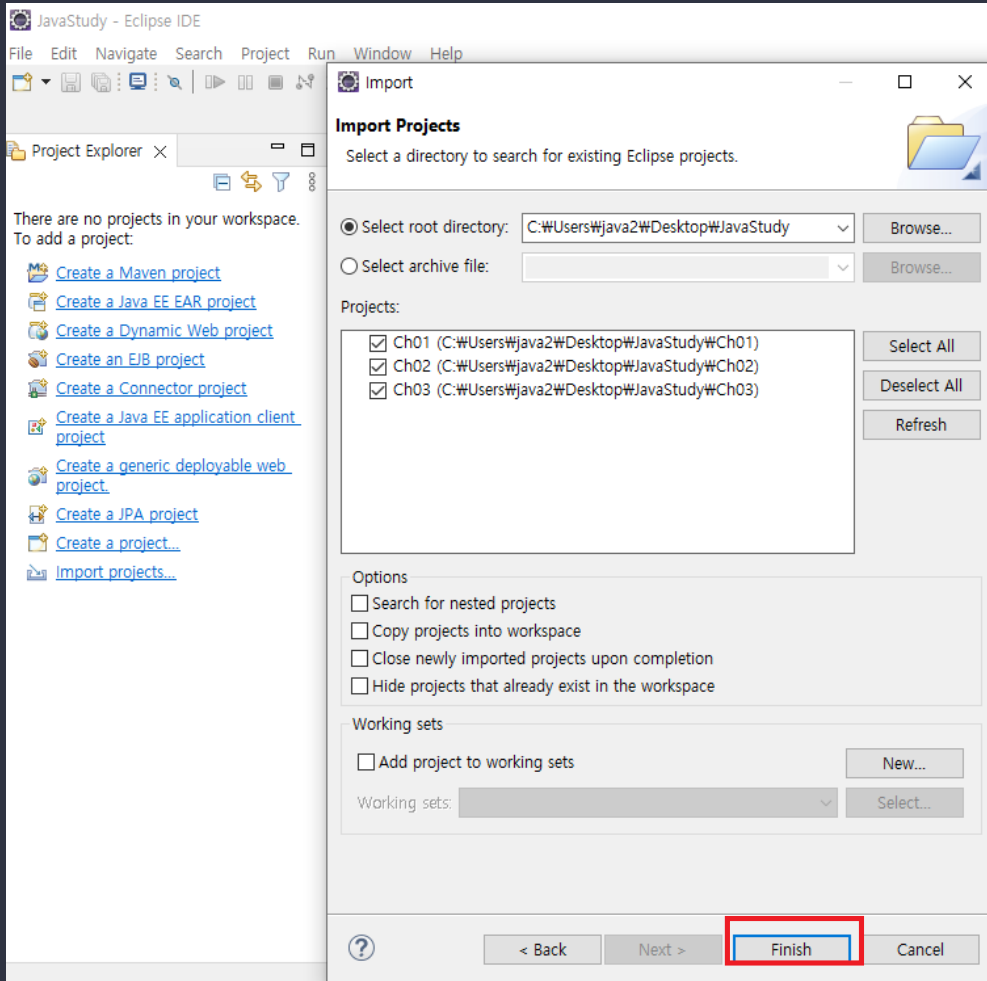 JavaStudy - Eclipse IDE
File Edit Navigate Search Project Run Window Help
Project Explorer
There are no projects in your workspace.
To add a project:
Create a Maven project
Create a Java EE EAR project
Create a Dynamic Web project
Create an EJB project
Create a Connector project
Create a Java EE application client
project
Create a generic deployable web
project.
Create a JPA project
Create a project...
Import projects...
Import
Import Projects
Select a directory to search for existing Eclipse projects.
Select root directory: C:₩Users₩java2₩Desktop₩JavaStudy Browse...
Select archive file: Browse...
Projects:
Ch01 (C:₩Users₩java2₩Desktop₩JavaStudy₩Ch01)
Ch02 (C:₩Users₩java2₩Desktop₩JavaStudy₩Ch02)
Ch03 (C:₩Users₩java2₩Desktop₩JavaStudy₩Ch03)
Select All
Deselect All
Refresh
Options
Search for nested projects
Copy projects into workspace
Close newly imported projects upon completion
Hide projects that already exist in the workspace
Working sets
Add project to working sets New...
Working sets: Select...
? < Back Next > Finish Cancel